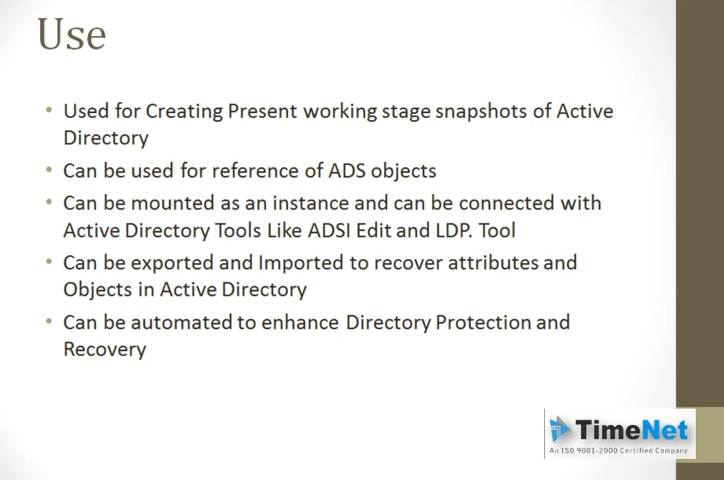 Use
• Used for Creating Present working stage snapshots of Active
Directory
• Can be used for reference of ADS objects
• Can be mounted as an instance and can be connected with
Active Directory Tools Like ADSI Edit and LDP. Tool
• Can be exported and Imported to recover attributes and
Objects in Active Directory
• Can be automated to enhance Directory Protection and
Recovery
TimeNet
An ISO 9001-2000 Certified Company